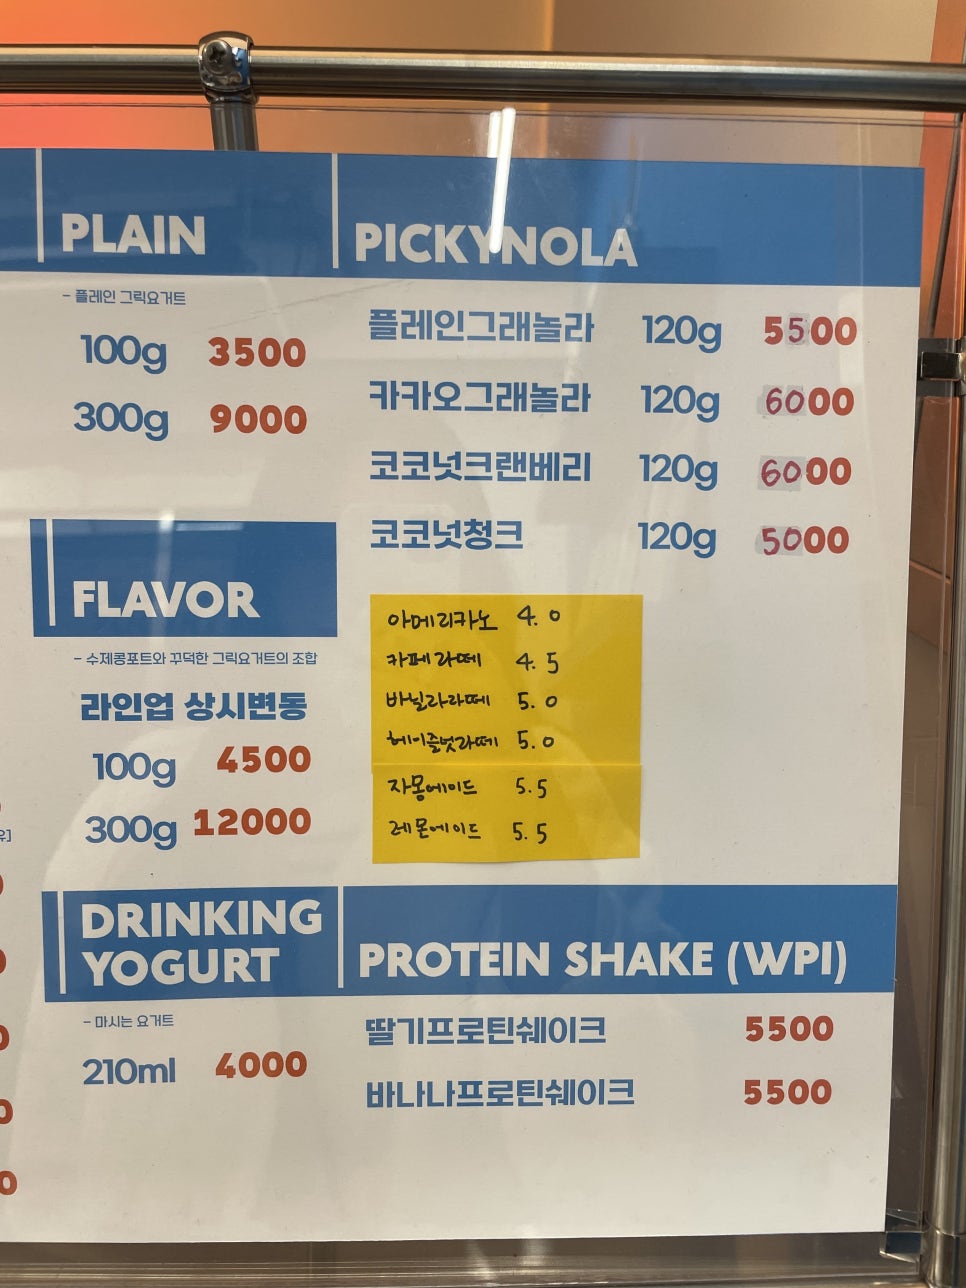 PLAIN
- 플레인 그릭요거트
100g 3500
300g 9000
PICKYNOLA
플레인그래놀라 120g 5500
카카오그래놀라 120g 6000
코코넛크랜베리 120g 6000
코코넛청크 120g 5000
아메리카노 4.0
카페라떼 4.5
바닐라라떼 5.0
헤이즐넛라떼 5.0
자몽에이드 5.5
레몬에이드 5.5
FLAVOR
- 수제콩포트와 꾸덕한 그릭요거트의 조합
라인업 상시변동
100g 4500
300g 12000
DRINKING
YOGURT
- 마시는 요거트
210ml 4000
PROTEIN SHAKE (WPI)
딸기프로틴쉐이크 5500
바나나프로틴쉐이크 5500